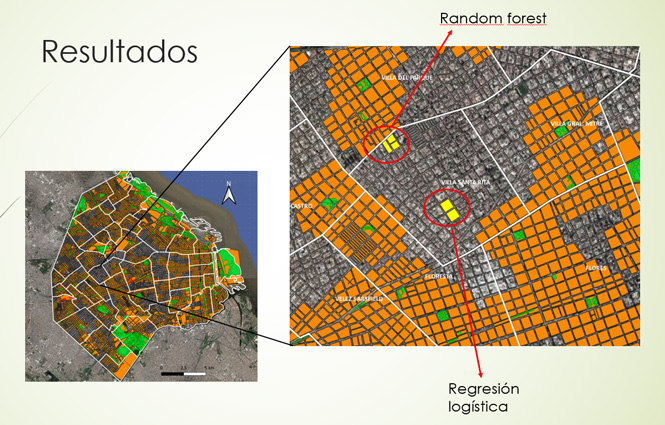 Random forest
Resultados
VILLA DEL PARQUE
VILLA GRAL. MITRE
VILLA SANTA RITA
CASTRO
FLORESTA
FLORES
VELEZ SARSFIELD
N
Regresión
logística